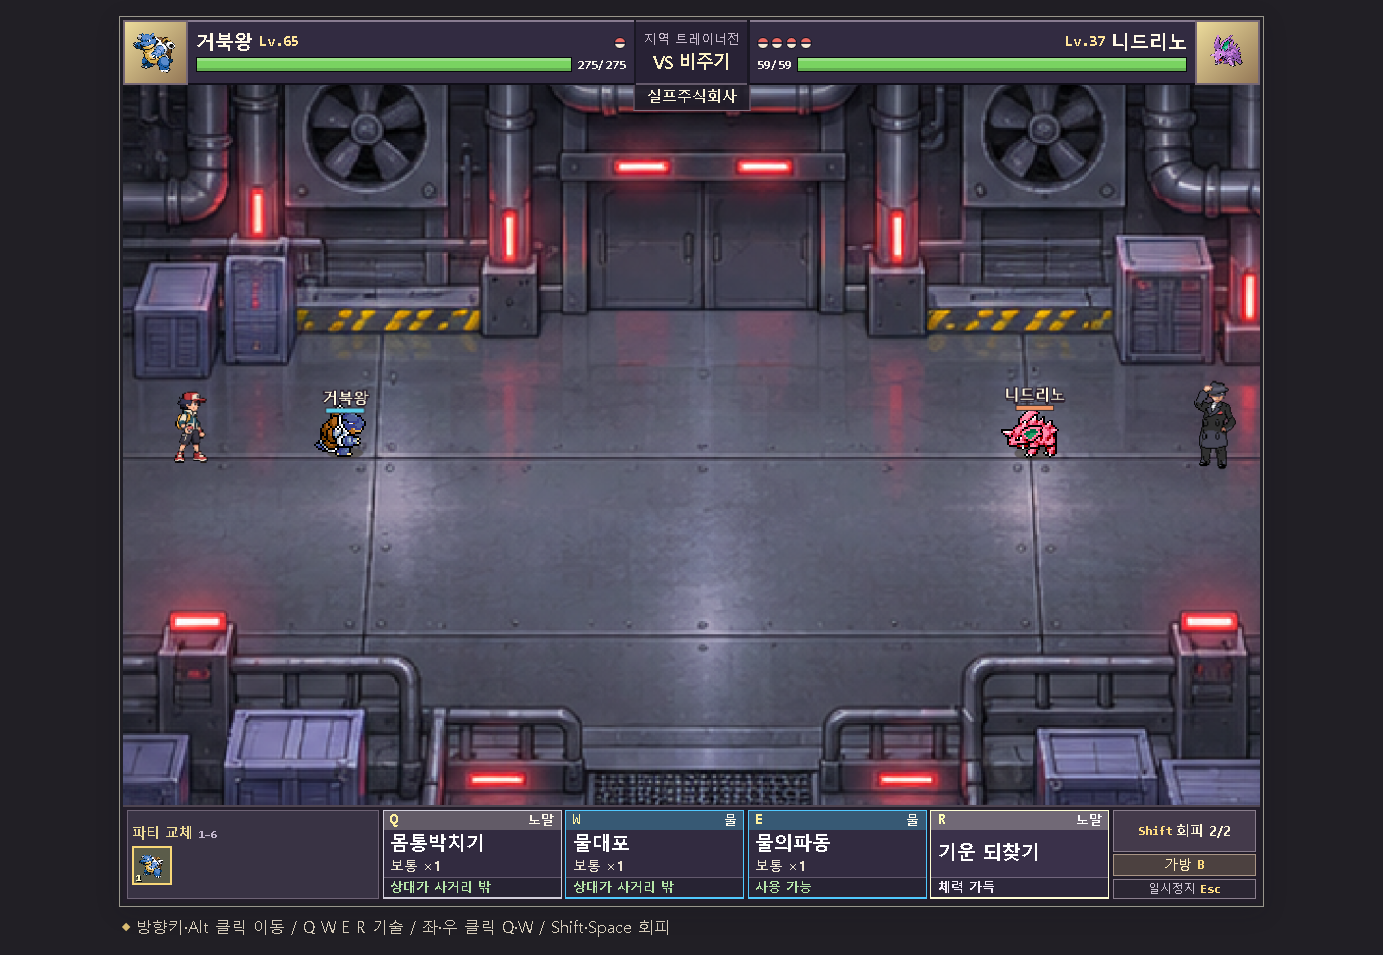 거북왕 Lv.65
275/275
지역 트레이너전
VS 비주기
실프주식회사
Lv.37 니드리노
59/59
거북왕
니드리노
파티 교체 1-6
1
Q 노말
몸통박치기
보통 ×1
상대가 사거리 밖
W 물
물대포
보통 ×1
상대가 사거리 밖
E 물
물의파동
보통 ×1
사용 가능
R 노말
기운 되찾기
체력 가득
Shift 회피 2/2
가방 B
일시정지 Esc
◆ 방향키·Alt 클릭 이동 / Q W E R 기술 / 좌·우 클릭 Q·W / Shift·Space 회피